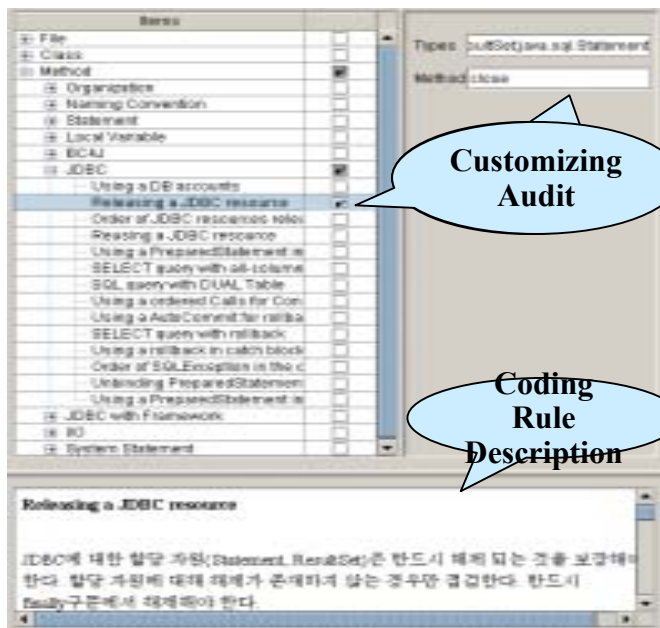 Items
File
Class
Method
Organization
Naming Convention
Statement
Local Variable
BC4J
JDBC
Using a DB accounts
Releasing a JDBC resource
Order of JDBC resources relea
Reusing a JDBC resource
Using a PreparedStatement in
SELECT query with all-column
SQL query with DUAL Table
Using a ordered Calls for Con
Using a AutoCommit for rollba
SELECT query with rollback
Using a rollback in catch block
Order of SQLException in the c
PreparedStatemen
Using a PreparedStatement in
JDBC with Framework
I/O
System Statement
Types ultSet,java.sql.Statement
Method close
Customizing
Audit
Coding
Rule
Description
Releasing a JDBC resource
JDBC에 대한 할당 자원(Statement, ResultSet)은 반드시 해제 되는 것을 보장해야
한다. 할당 자원에 대해 해제가 존재하지 않는 경우만 점검한다. 반드시
finally구문에서 해제해야 한다.